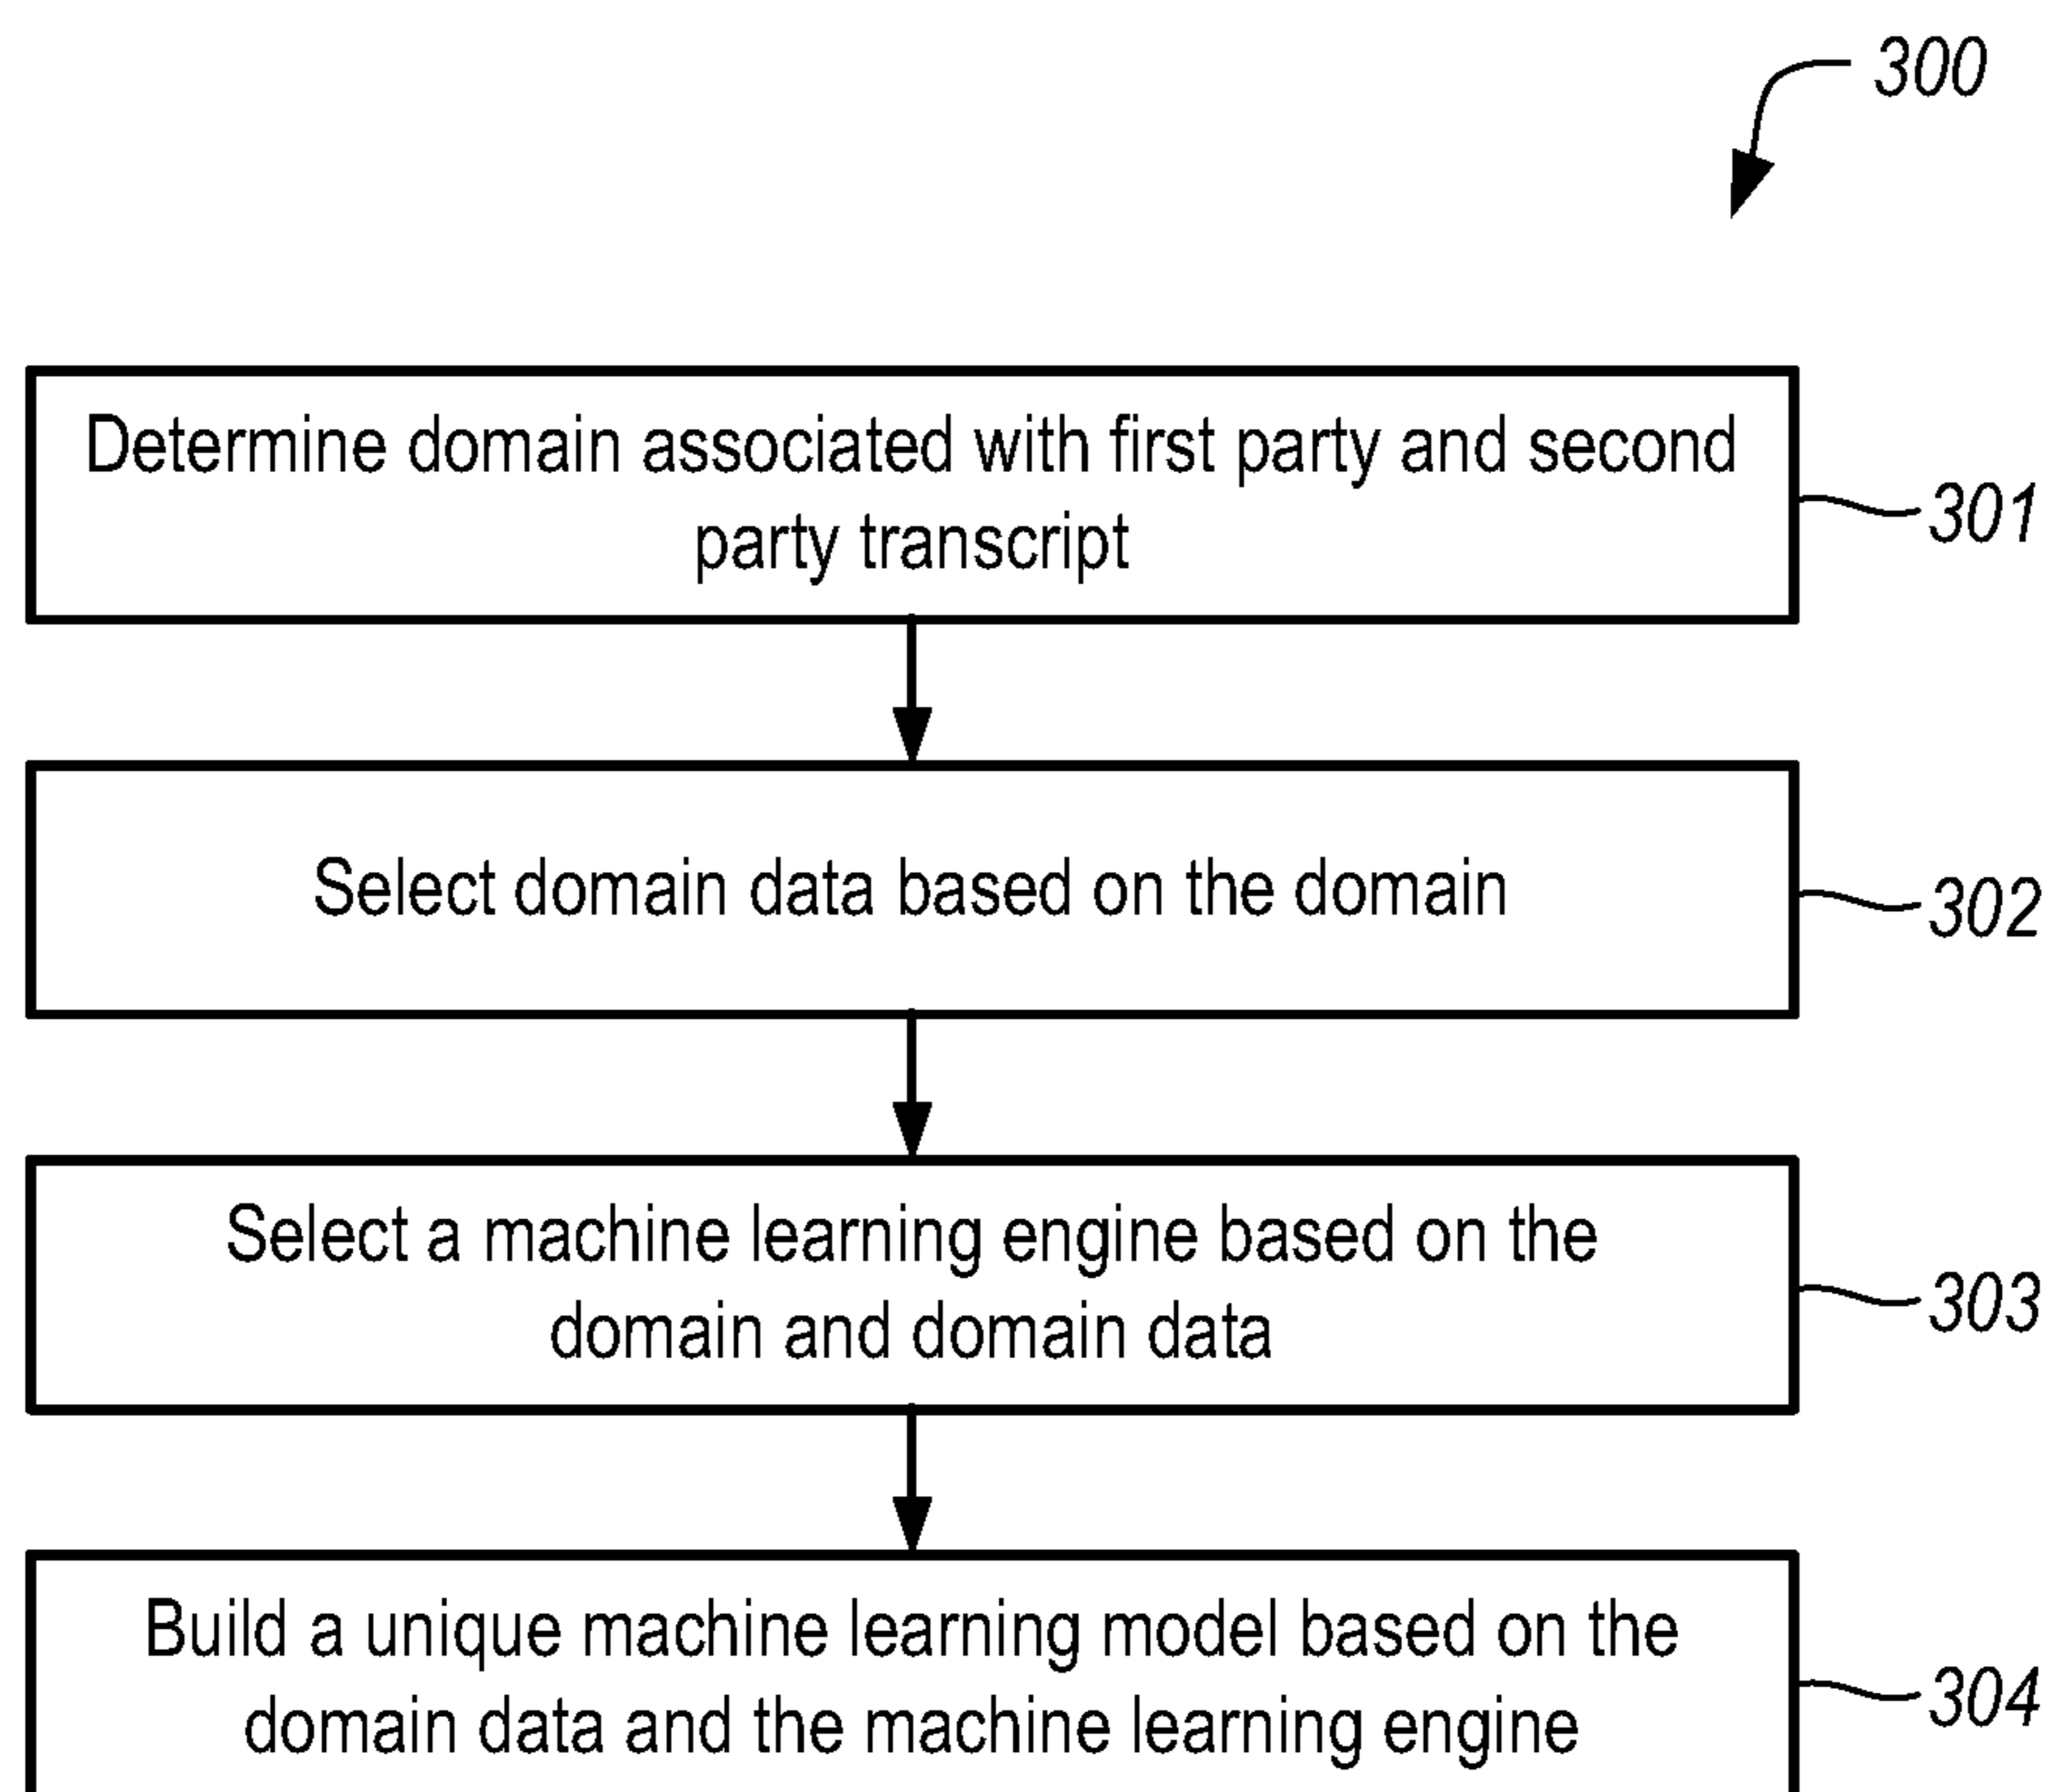 300
Determine domain associated with first party and second
party transcript
301
Select domain data based on the domain
302
Select a machine learning engine based on the
domain and domain data
303
Build a unique machine learning model based on the
domain data and the machine learning engine
304